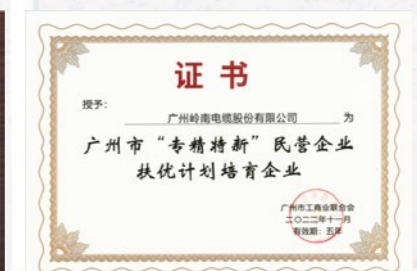 证书
授予：
广州岭南电缆股份有限公司 为
广州市“专精特新”民营企业
扶优计划培育企业
广州市工商业联合会
二〇二二年十一月
有效期：五年